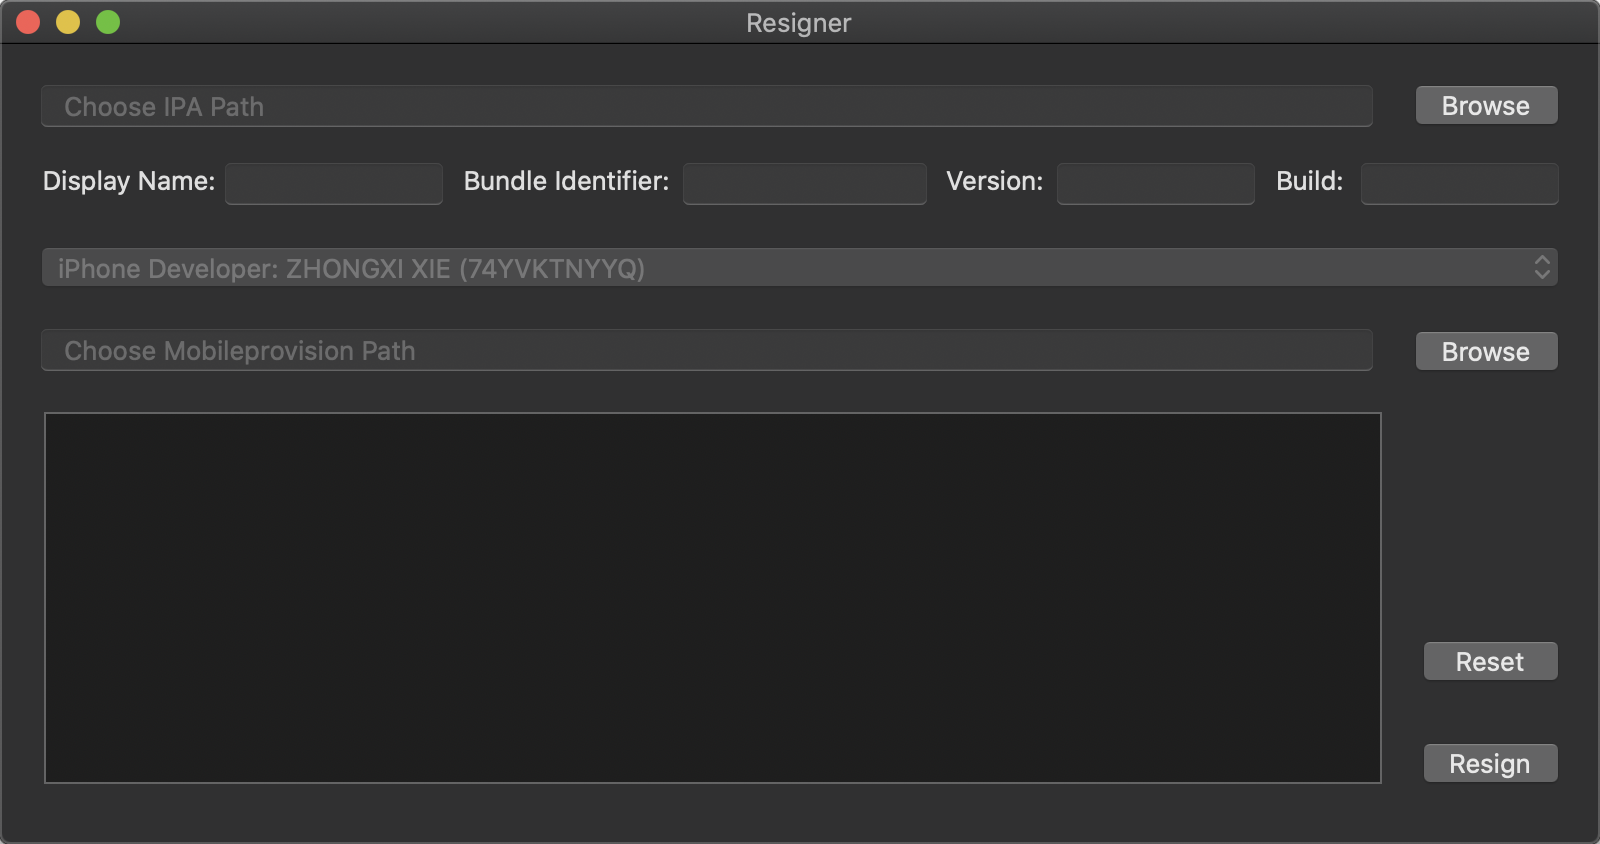 Resigner
Choose IPA Path
Browse
Display Name: Bundle Identifier: Version: Build:
iPhone Developer: ZHONGXI XIE (74YVKTNYYQ)
Choose Mobileprovision Path
Browse
Reset
Resign